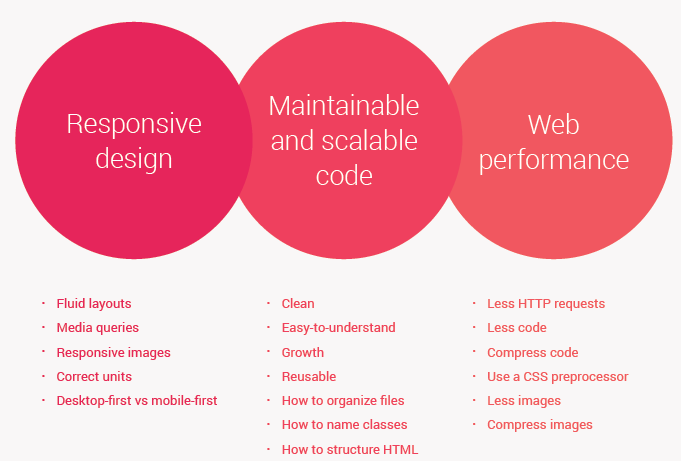 Responsive
design
Maintainable
and scalable
code
Web
performance
· Fluid layouts
· Media queries
· Responsive images
· Correct units
· Desktop-first vs mobile-first
· Clean
· Easy-to-understand
· Growth
· Reusable
· How to organize files
· How to name classes
· How to structure HTML
· Less HTTP requests
· Less code
· Compress code
· Use a CSS preprocessor
· Less images
· Compress images